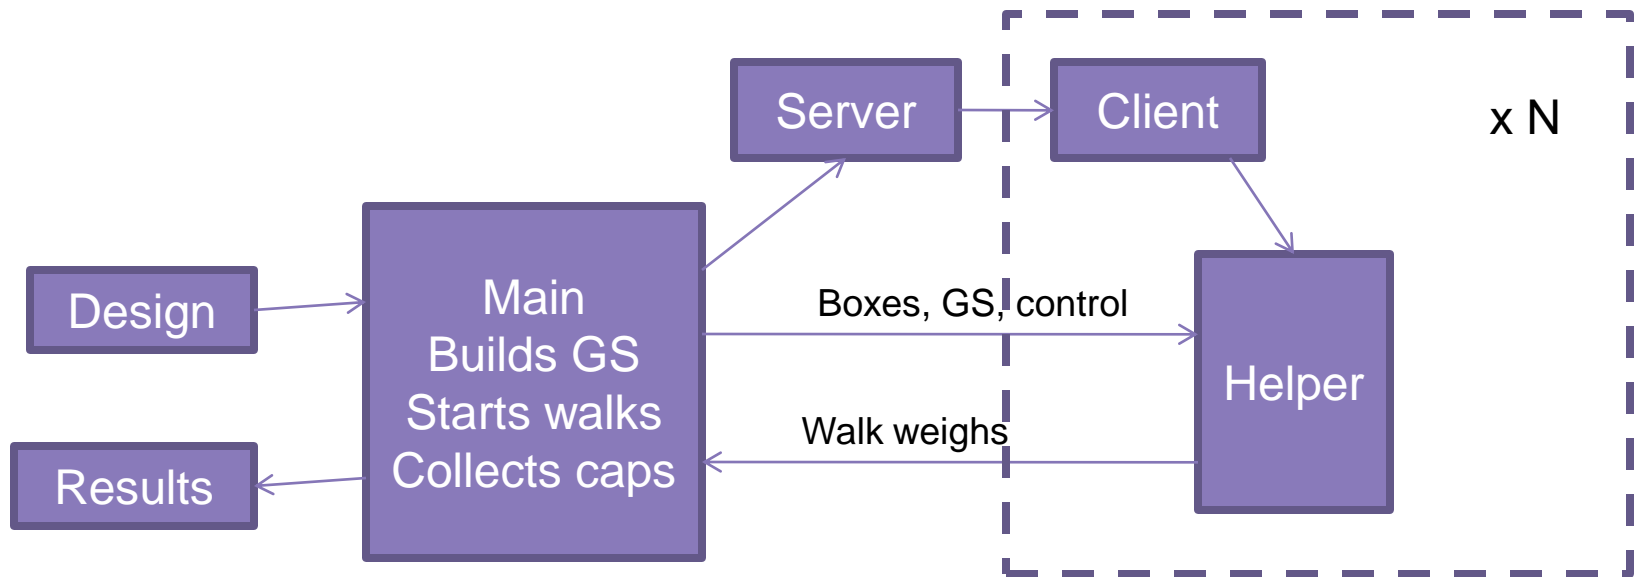 Server
Client
x N
Design
Main
Builds GS
Starts walks
Collects caps
Boxes, GS, control
Helper
Walk weighs
Results